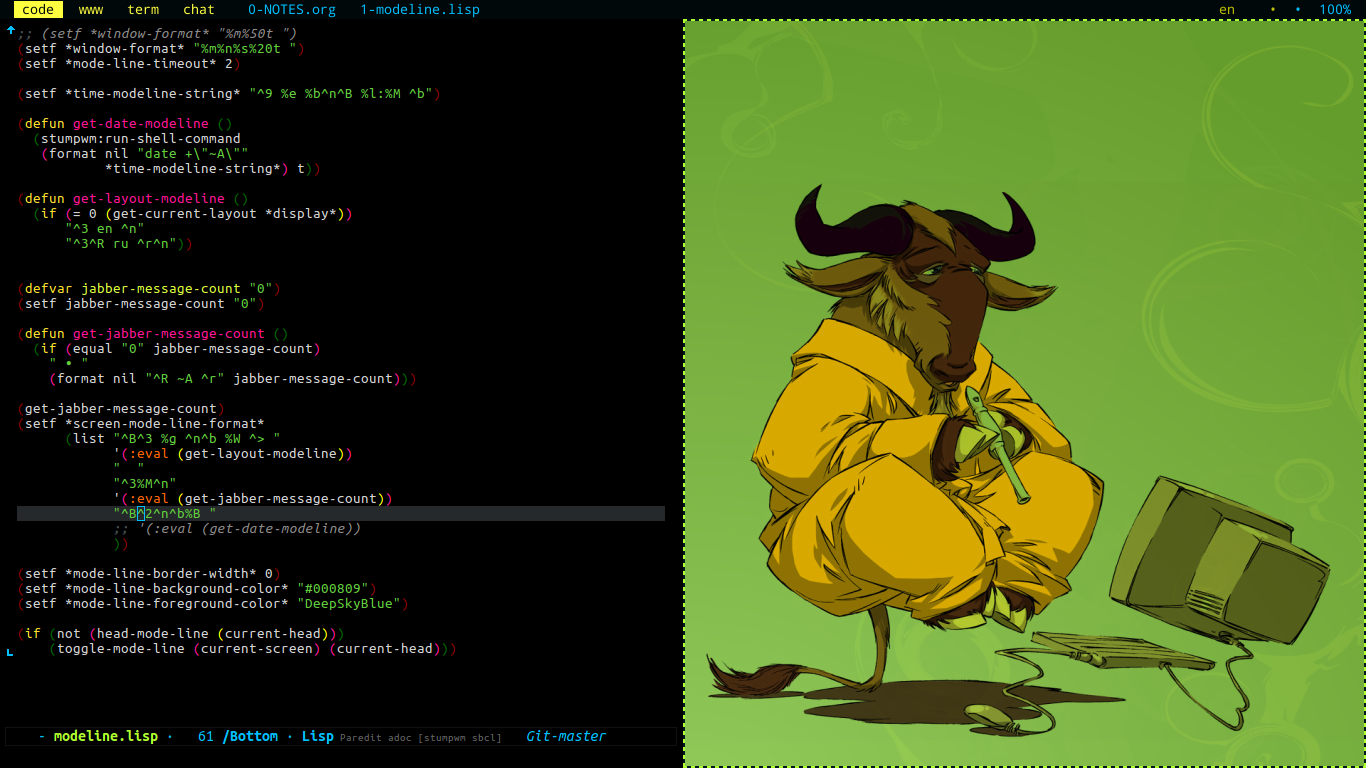 code www term chat 0-NOTES.org 1-modeline.lisp en • • 100%
;; (setf *window-format* "%m%50t ")
(setf *window-format* "%m%n%s%20t ")
(setf *mode-line-timeout* 2)
(setf *time-modeline-string* "^9 %e %b^n^B %l:%M ^b")
(defun get-date-modeline ()
(stumpwm:run-shell-command
(format nil "date +\"~A\""
*time-modeline-string*) t))
(defun get-layout-modeline ()
(if (= 0 (get-current-layout *display*))
"^3 en ^n"
"^3^R ru ^r^n"))
(defvar jabber-message-count "0")
(setf jabber-message-count "0")
(defun get-jabber-message-count ()
(if (equal "0" jabber-message-count)
" • "
(format nil "^R ~A ^r" jabber-message-count)))
(get-jabber-message-count)
(setf *screen-mode-line-format*
(list "^B^3 %g ^n^b %W ^> "
'(:eval (get-layout-modeline))
"  "
"^3%M^n"
'(:eval (get-jabber-message-count))
"^B^2^n^b%B "
;; '(:eval (get-date-modeline))
))
(setf *mode-line-border-width* 0)
(setf *mode-line-background-color* "#000809")
(setf *mode-line-foreground-color* "DeepSkyBlue")
(if (not (head-mode-line (current-head)))
(toggle-mode-line (current-screen) (current-head)))
- modeline.lisp · 61 /Bottom · Lisp Paredit adoc [stumpwm sbcl] Git-master